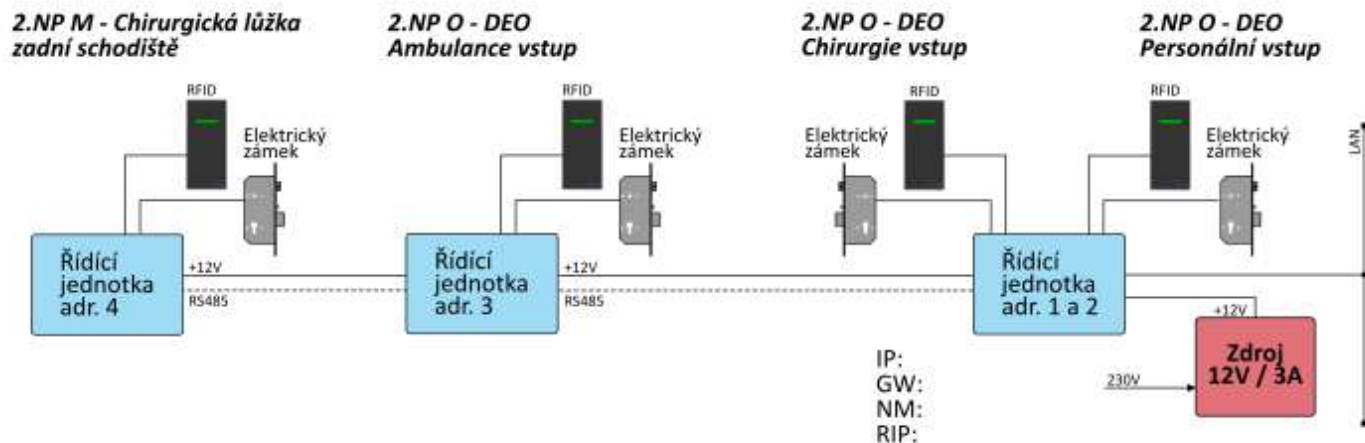 2.NP M - Chirurgická lůžka
zadní schodiště
2.NP O - DEO
Ambulance vstup
2.NP O - DEO
Chirurgie vstup
2.NP O - DEO
Personální vstup
RFID
RFID
RFID
RFID
Elektrický
zámek
Elektrický
zámek
Elektrický
zámek
Elektrický
zámek
LAN
Řídící
jednotka
adr. 4
+12V
RS485
Řídící
jednotka
adr. 3
+12V
RS485
Řídící
jednotka
adr. 1 a 2
+12V
Zdroj
12V / 3A
230V
IP:
GW:
NM:
RIP: